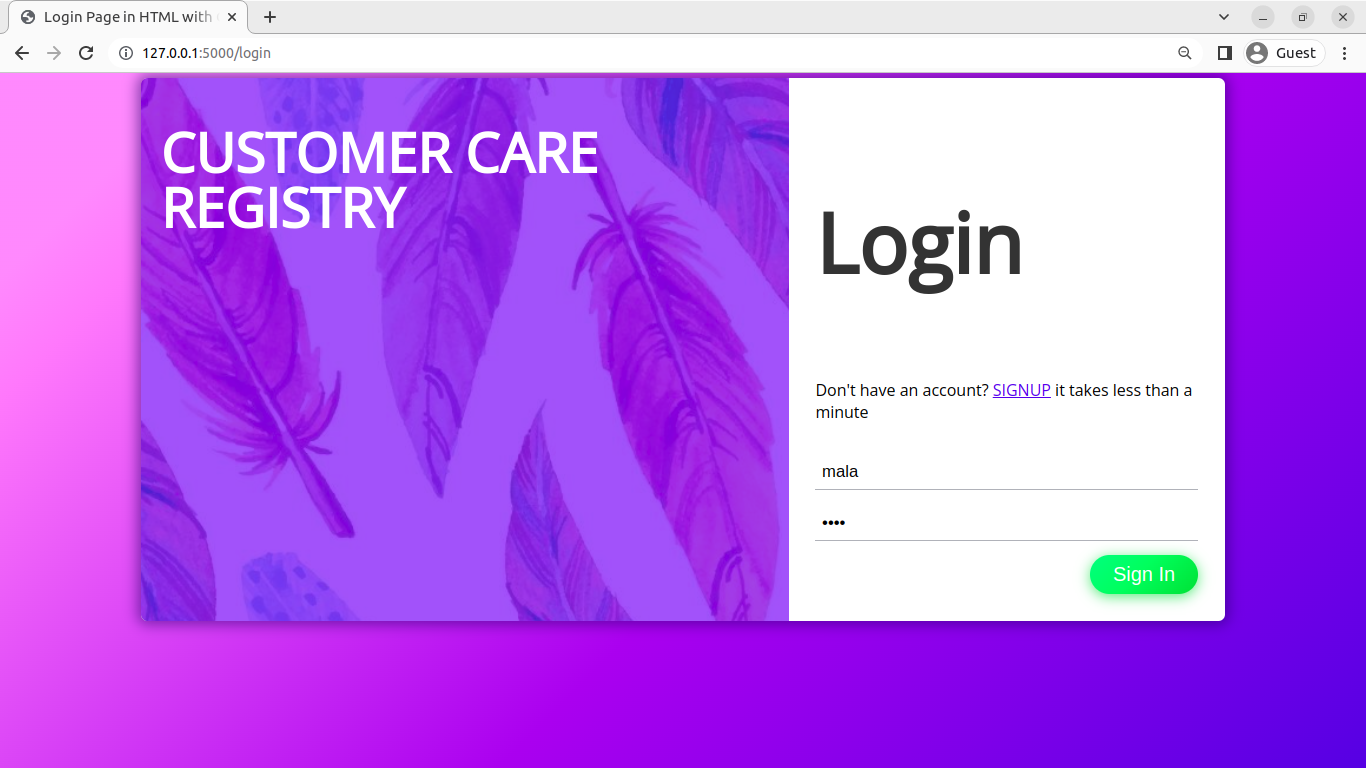 Login Page in HTML with
127.0.0.1:5000/login
Guest
CUSTOMER CARE
REGISTRY
Login
Don't have an account? SIGNUP it takes less than a
minute
mala
••••
Sign In